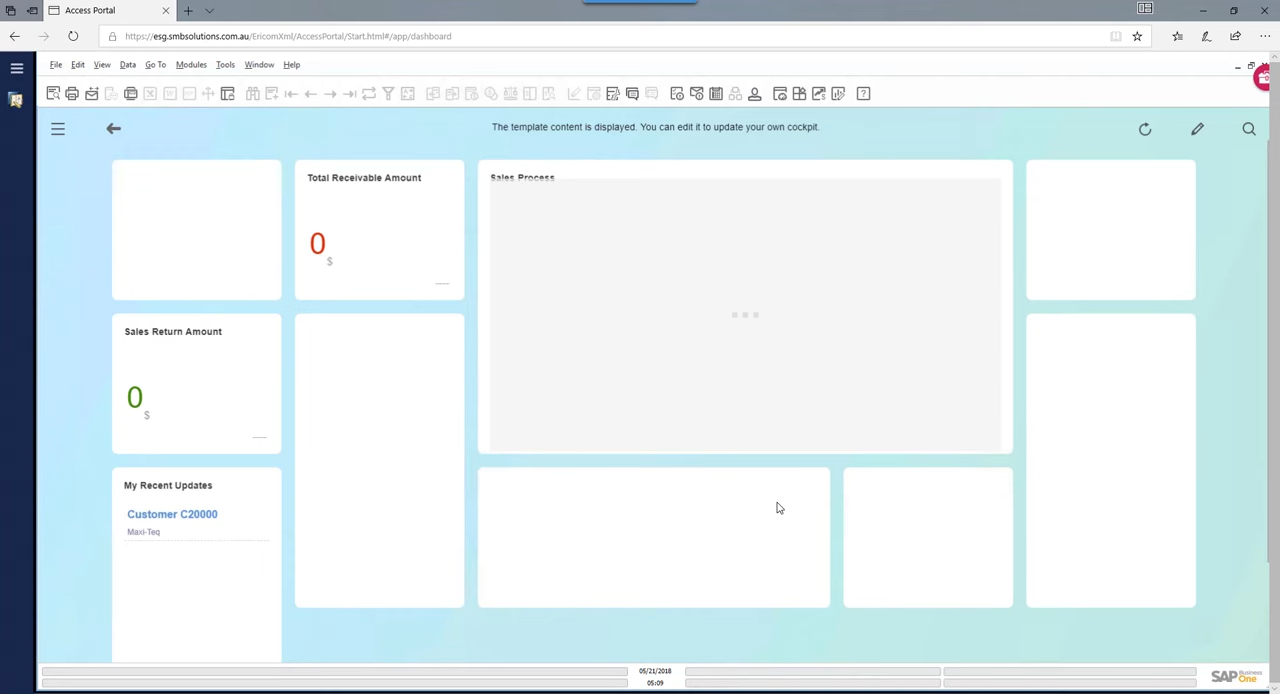 Access Portal
https://esg.smbsolutions.com.au/EricomXml/AccessPortal/Start.html#/app/dashboard
File Edit View Data Go To Modules Tools Window Help
The template content is displayed. You can edit it to update your own cockpit.
Total Receivable Amount
0
$
Sales Process
Sales Return Amount
0
$
My Recent Updates
Customer C20000
Maxi-Teq
05/21/2018
05:09
SAP Business One